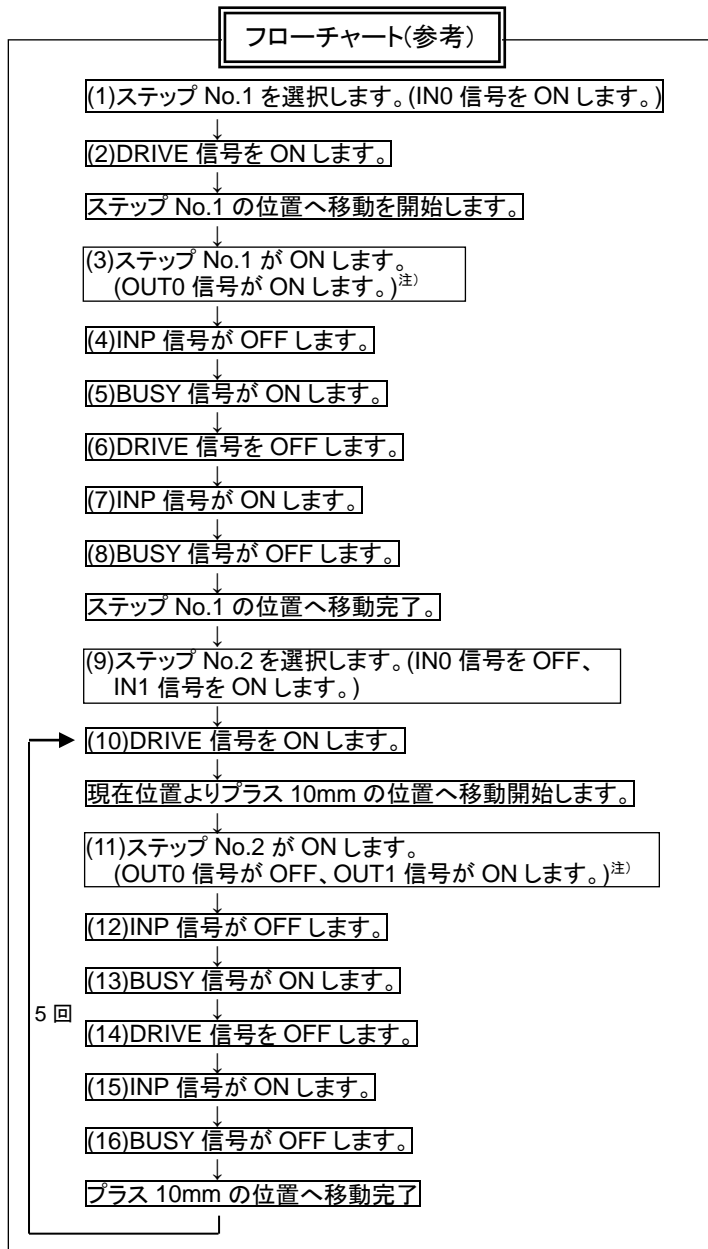 フローチャート(参考)
(1)ステップ No.1 を選択します。(IN0 信号を ON します。)
↓
(2)DRIVE 信号を ON します。
↓
ステップ No.1 の位置へ移動を開始します。
↓
(3)ステップ No.1 が ON します。
(OUT0 信号が ON します。)注)
↓
(4)INP 信号が OFF します。
↓
(5)BUSY 信号が ON します。
↓
(6)DRIVE 信号を OFF します。
↓
(7)INP 信号が ON します。
↓
(8)BUSY 信号が OFF します。
↓
ステップ No.1 の位置へ移動完了。
↓
(9)ステップ No.2 を選択します。(IN0 信号を OFF、
IN1 信号を ON します。)
↓
(10)DRIVE 信号を ON します。
↓
現在位置よりプラス 10mm の位置へ移動開始します。
↓
(11)ステップ No.2 が ON します。
(OUT0 信号が OFF、OUT1 信号が ON します。)注)
↓
(12)INP 信号が OFF します。
↓
(13)BUSY 信号が ON します。
↓
5 回
(14)DRIVE 信号を OFF します。
↓
(15)INP 信号が ON します。
↓
(16)BUSY 信号が OFF します。
↓
プラス 10mm の位置へ移動完了